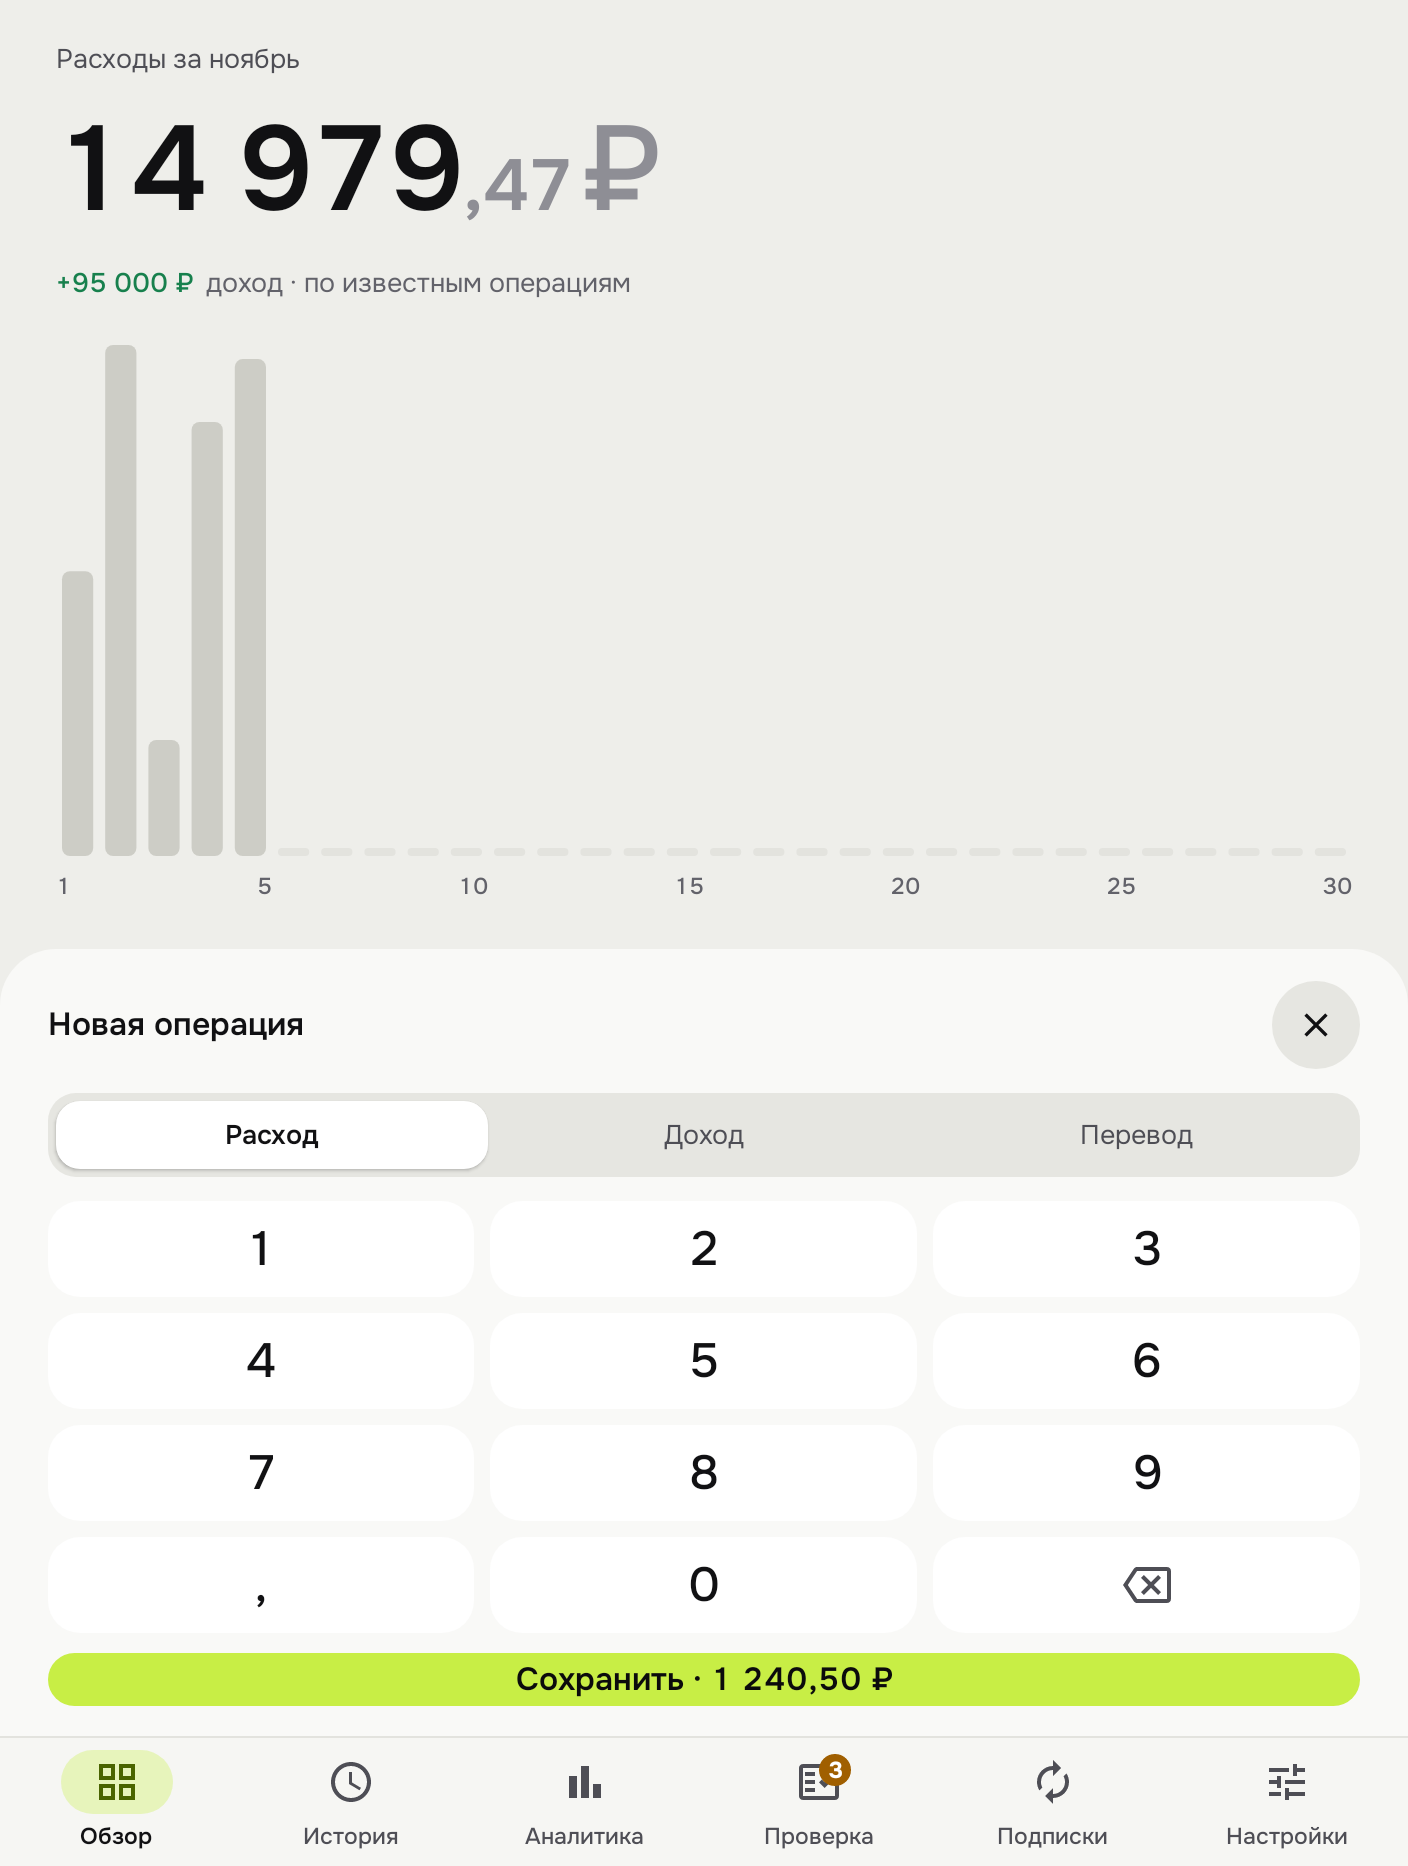 Расходы за ноябрь
14 979,47 ₽
+95 000 ₽ доход · по известным операциям
1 5 10 15 20 25 30
Новая операция
Расход Доход Перевод
1 2 3
4 5 6
7 8 9
, 0
Сохранить · 1 240,50 ₽
3
Обзор История Аналитика Проверка Подписки Настройки